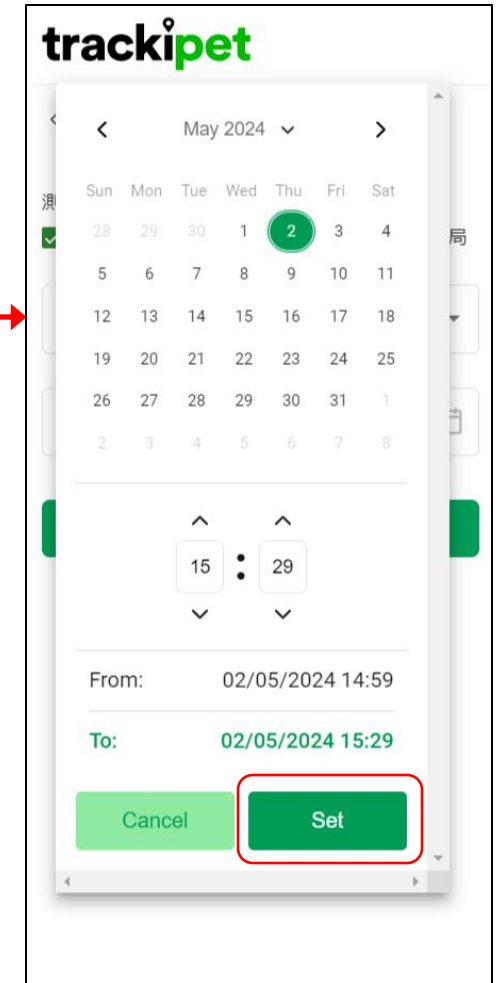 trackipet
May 2024
測
局
Sun Mon Tue Wed Thu Fri Sat
28 29 30 1 2 3 4
5 6 7 8 9 10 11
12 13 14 15 16 17 18
19 20 21 22 23 24 25
26 27 28 29 30 31 1
2 3 4 5 6 7 8
15 : 29
From: 02/05/2024 14:59
To: 02/05/2024 15:29
Cancel Set